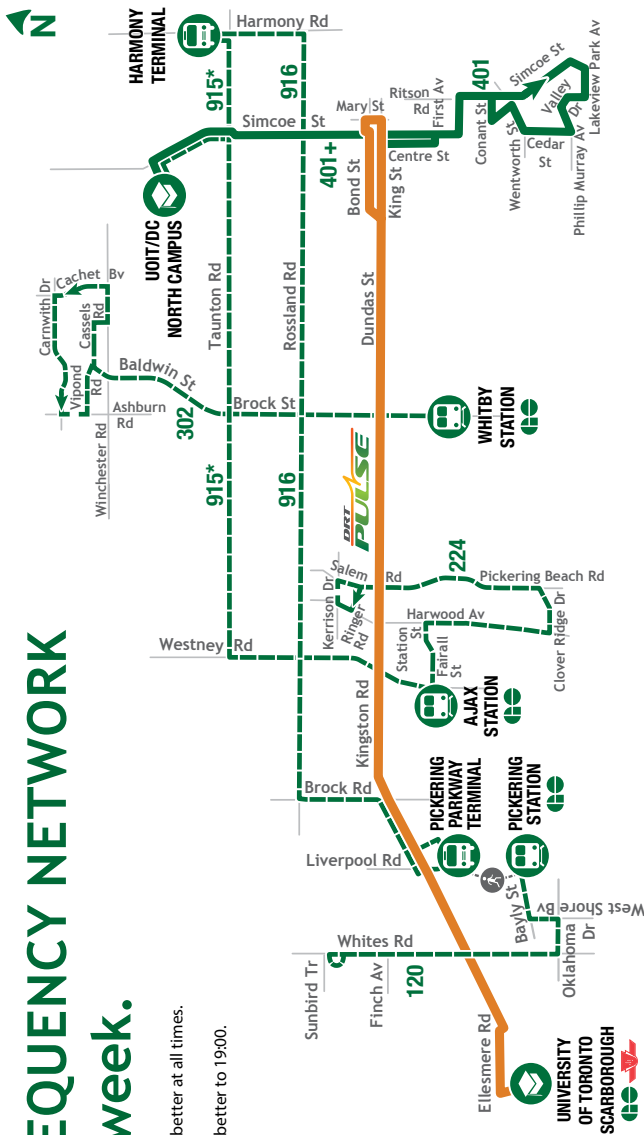 EQUENCY NETWORK
week.
better at all times.
better to 19:00.
N
HARMONY
TERMINAL
Harmony Rd
915*
916
Simcoe St
Mary St
Ritson
Rd
First Av
401
Simcoe St
Valley
Dr
Lakeview Park Av
Conant St
Wentworth St
Cedar
St
Phillip Murray Av
401+
Bond St
King St
Centre St
UOIT/DC
NORTH CAMPUS
Taunton Rd
Rossland Rd
Dundas St
Carnwith Dr
Cachet Bv
Cassels
Rd
Vipond
Rd
Baldwin St
Ashburn
Rd
Winchester Rd
302
Brock St
WHITBY
STATION
GO
915*
916
DRT
PULSE
Salem Rd
Kerrison Dr
Ringer
Rd
224
Pickering Beach Rd
Harwood Av
Clover Ridge Dr
Station
St
Fairall
St
Westney Rd
AJAX
STATION
GO
Kingston Rd
Brock Rd
Liverpool Rd
PICKERING
PARKWAY
TERMINAL
PICKERING
STATION
GO
Bayly St
West Shore Bv
Oklahoma
Dr
Whites Rd
Sunbird Tr
Finch Av
120
Ellesmere Rd
UNIVERSITY
OF TORONTO
SCARBOROUGH
GO